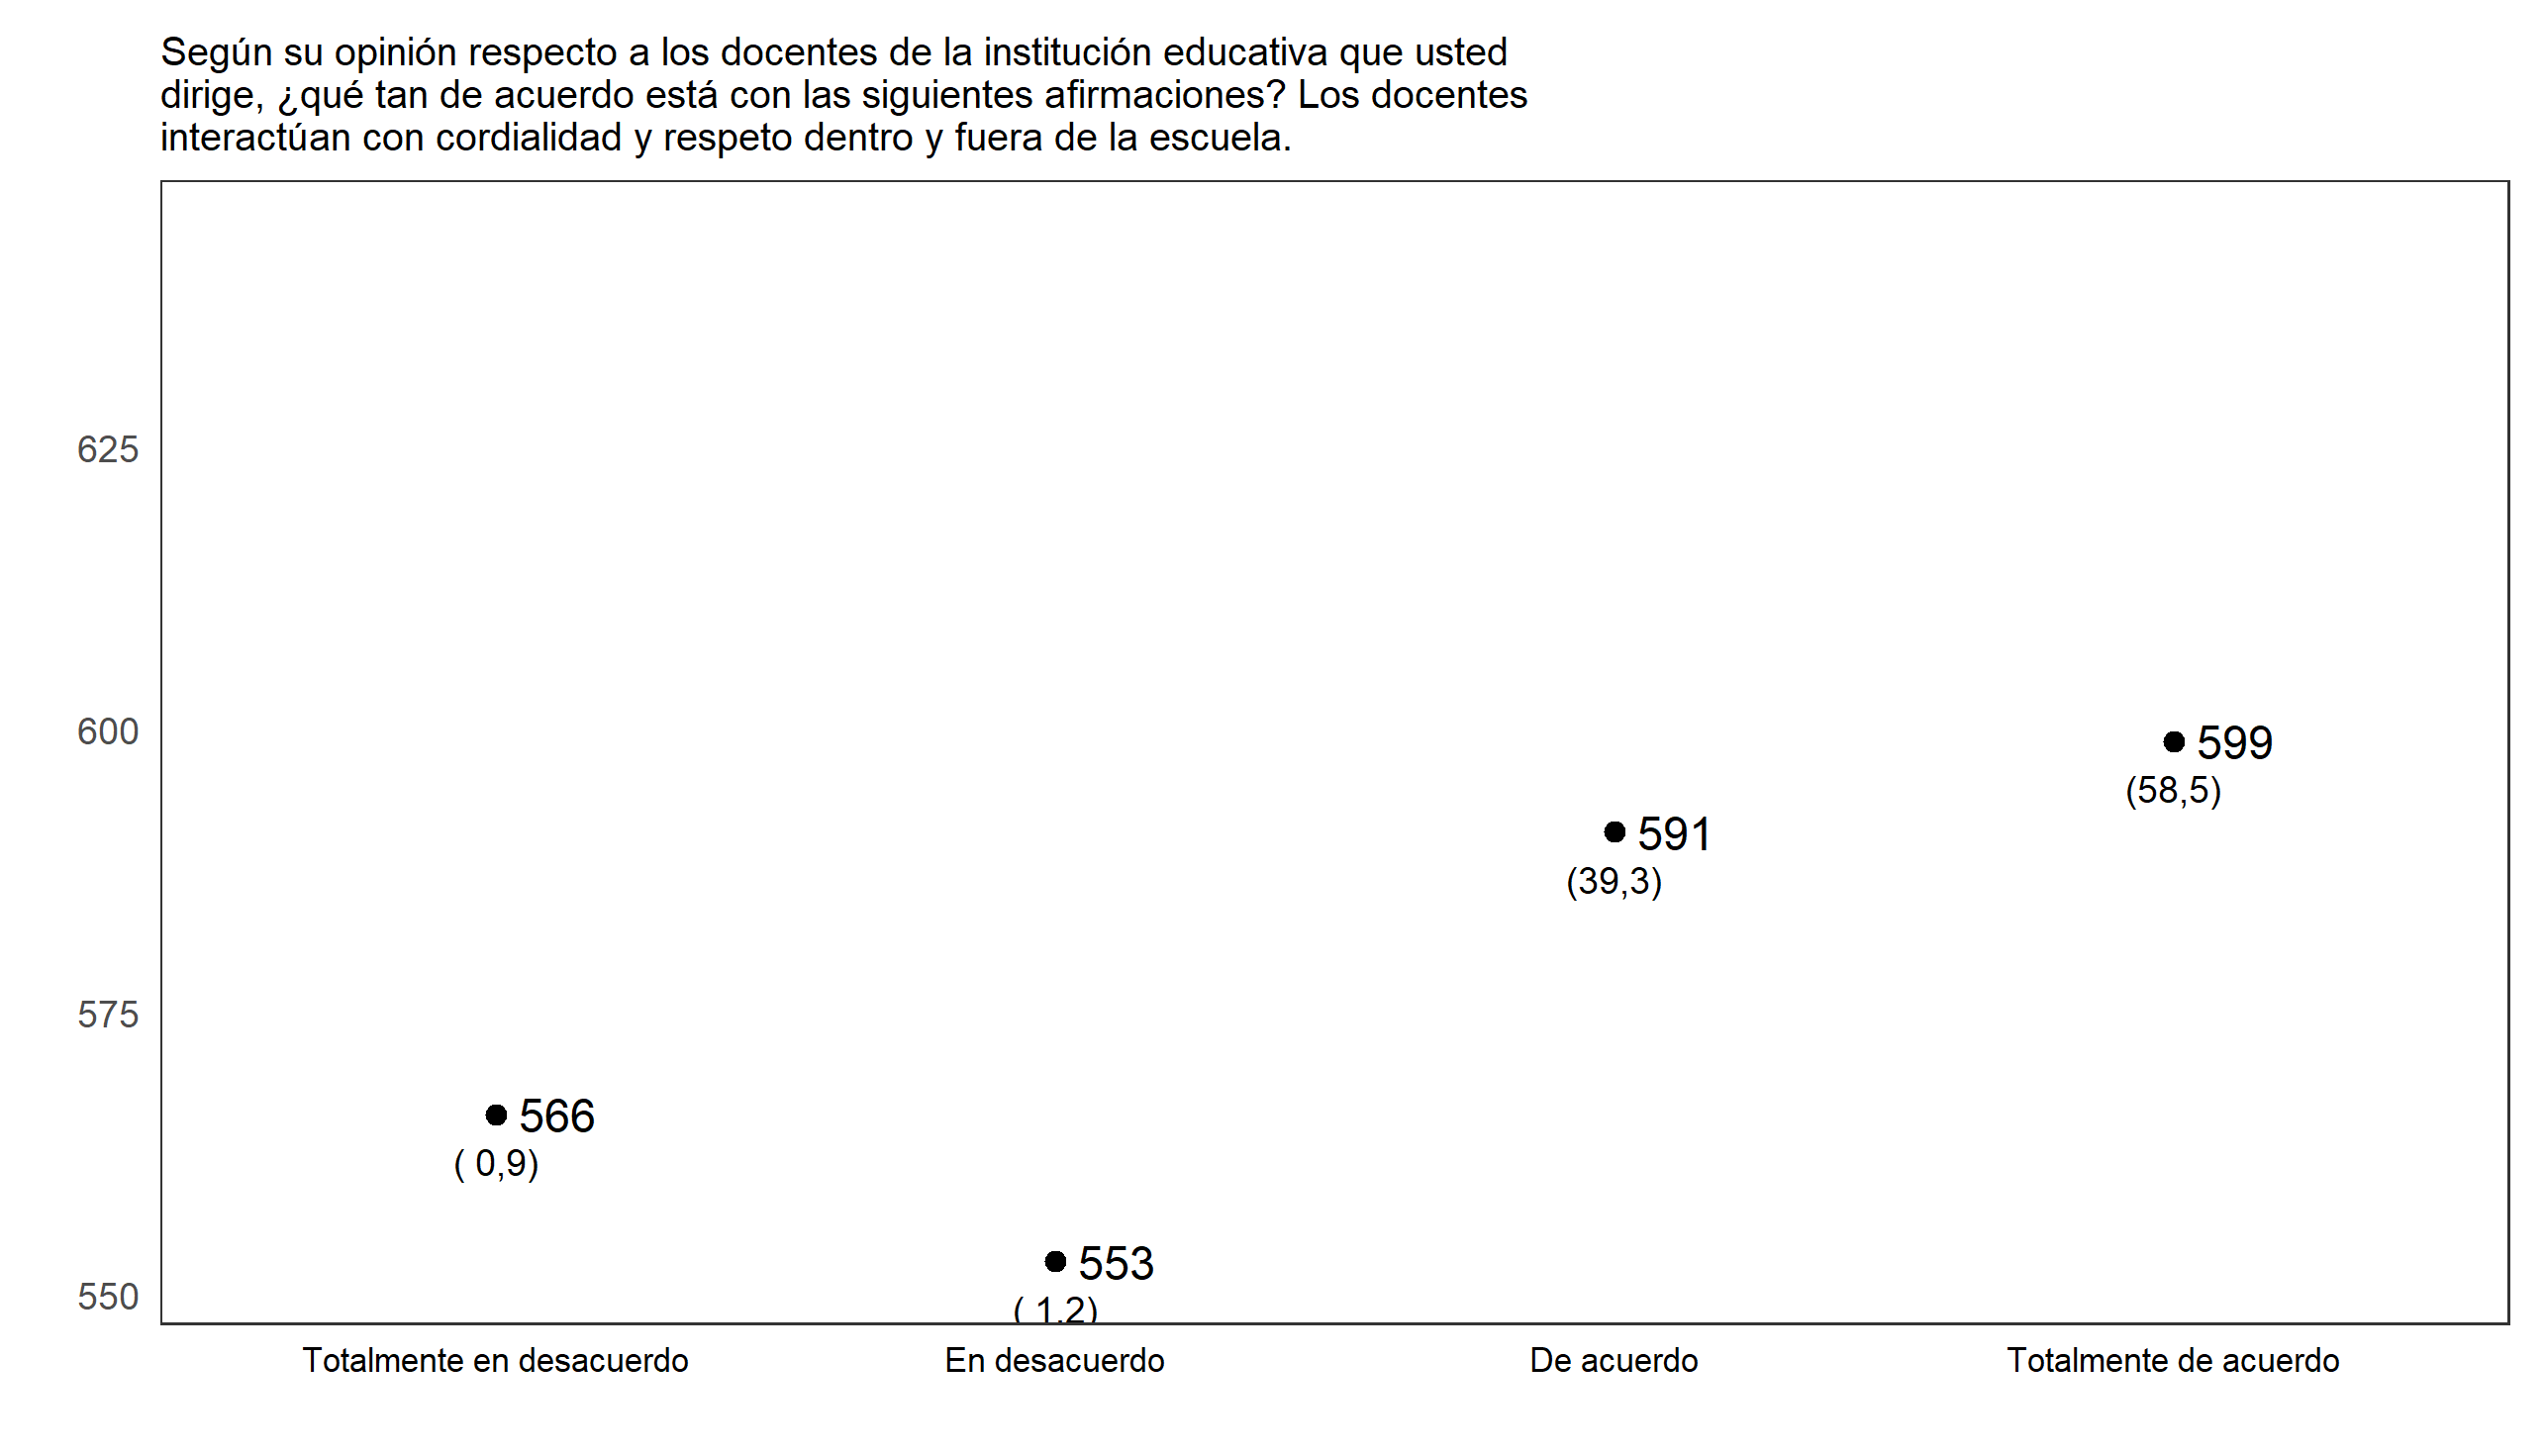 Según su opinión respecto a los docentes de la institución educativa que usted
dirige, ¿qué tan de acuerdo está con las siguientes afirmaciones? Los docentes
interactúan con cordialidad y respeto dentro y fuera de la escuela.
625
600
575
550
599
(58,5)
591
(39,3)
566
( 0,9)
553
( 1,2)
Totalmente en desacuerdo
En desacuerdo
De acuerdo
Totalmente de acuerdo